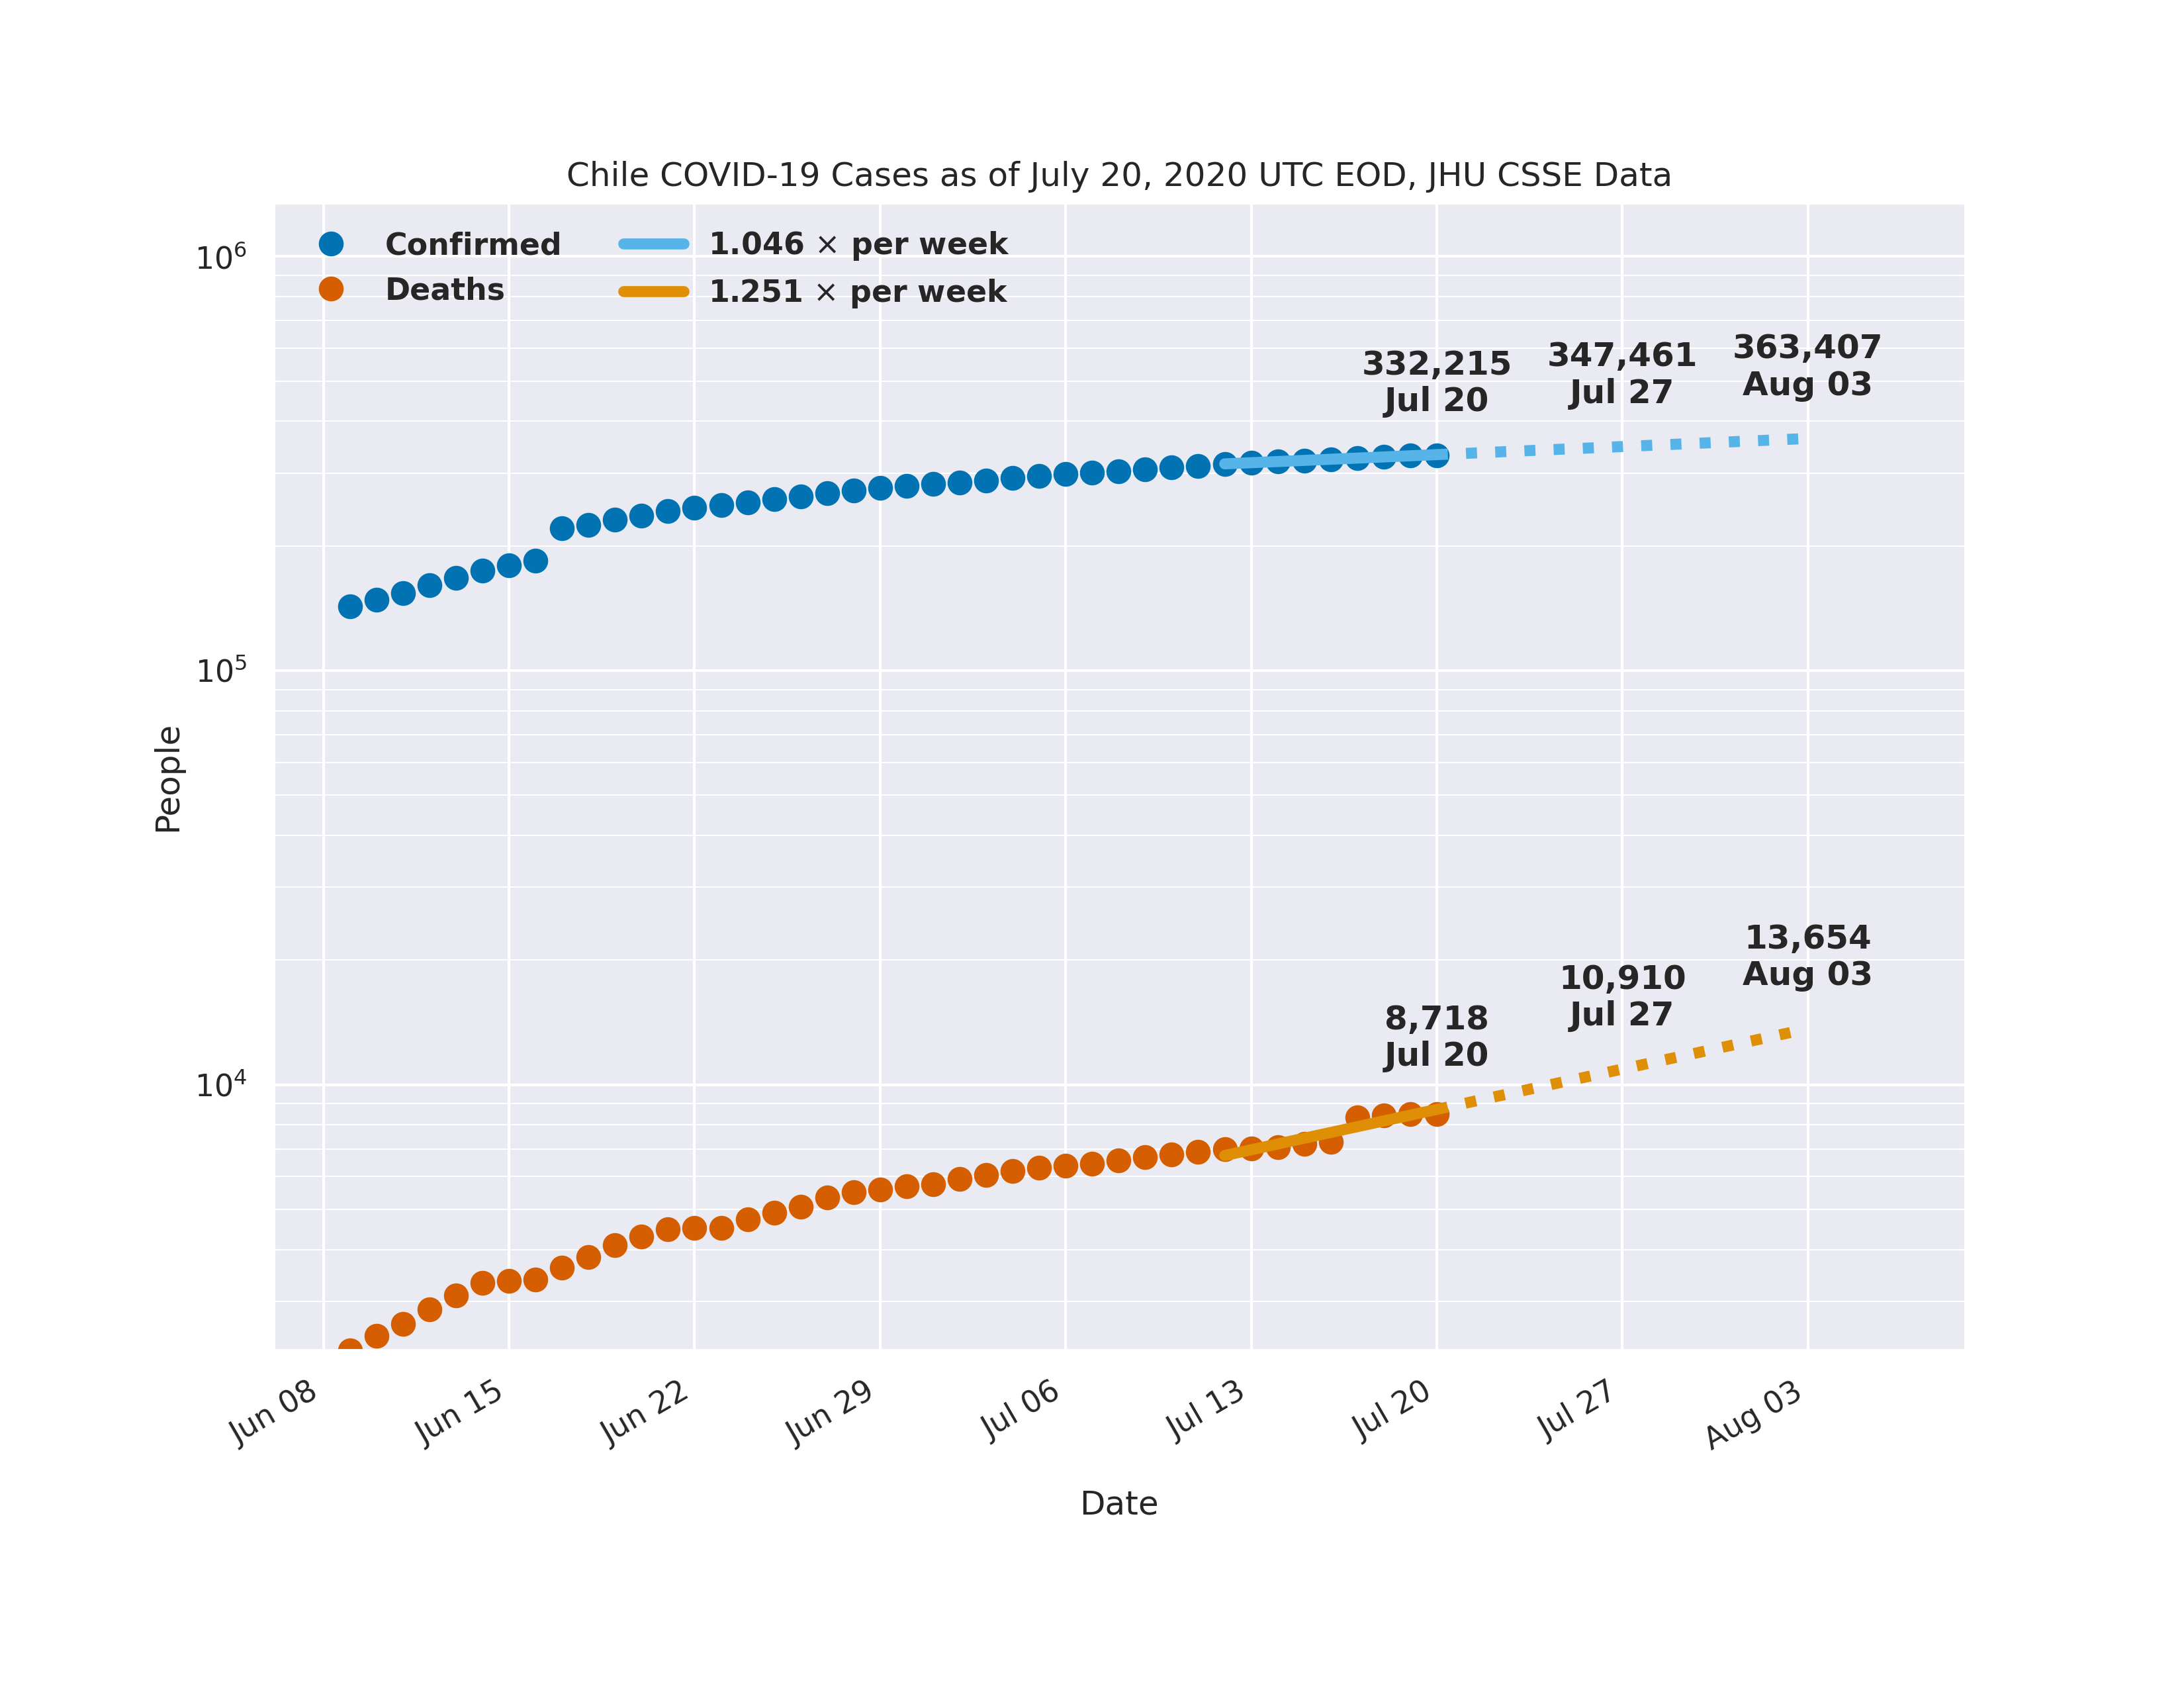 Chile COVID-19 Cases as of July 20, 2020 UTC EOD, JHU CSSE Data
Confirmed
Deaths
1.046 × per week
1.251 × per week
10⁶
10⁵
10⁴
People
332,215
Jul 20
347,461
Jul 27
363,407
Aug 03
8,718
Jul 20
10,910
Jul 27
13,654
Aug 03
Jun 08
Jun 15
Jun 22
Jun 29
Jul 06
Jul 13
Jul 20
Jul 27
Aug 03
Date